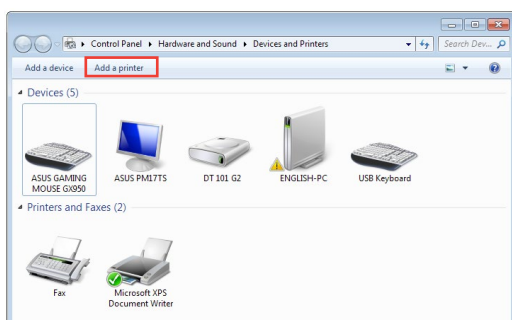 Control Panel ▸ Hardware and Sound ▸ Devices and Printers
Search Dev...
Add a device
Add a printer
Devices (5)
ASUS GAMING
MOUSE GX950
ASUS PM17TS
DT 101 G2
ENGLISH-PC
USB Keyboard
Printers and Faxes (2)
Fax
Microsoft XPS
Document Writer